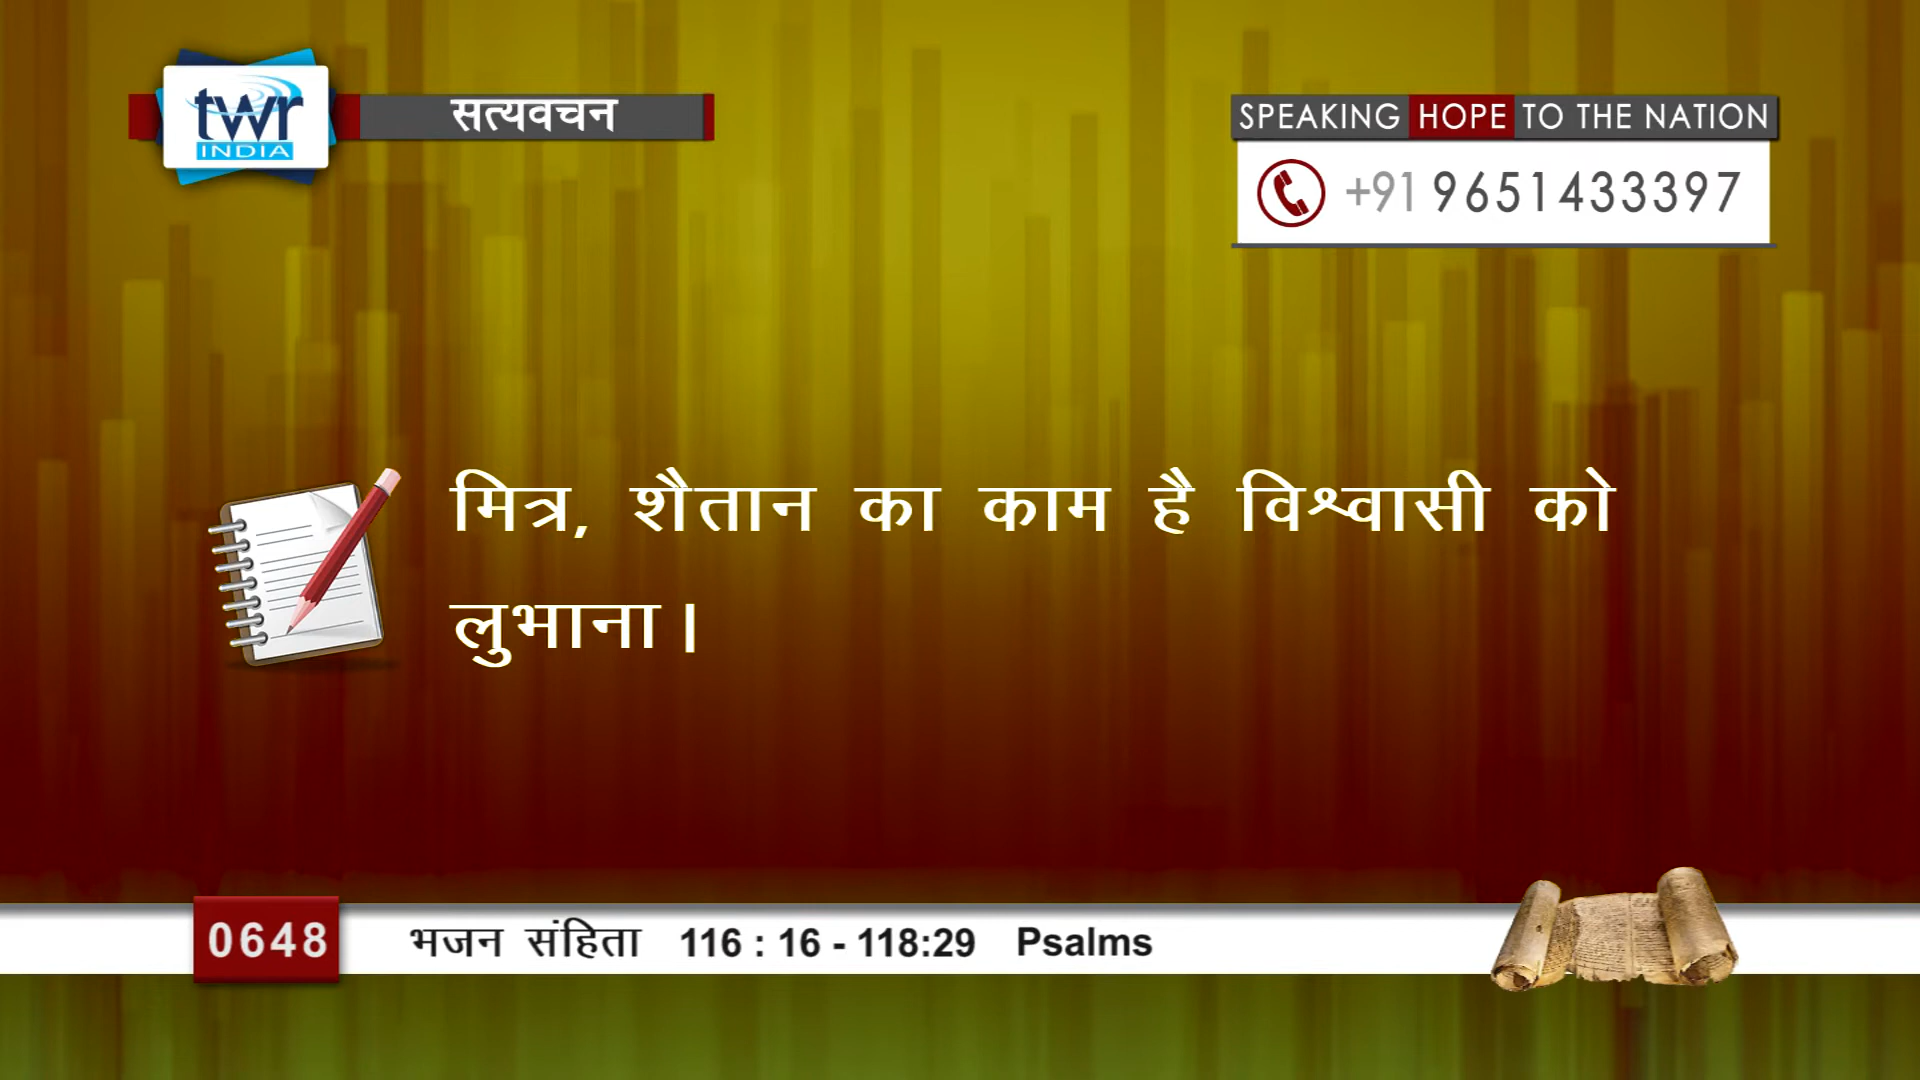 twr
INDIA
सत्यवचन
SPEAKING HOPE TO THE NATION
+91 9651433397
मित्र, शैतान का काम है विश्वासी को
लुभाना।
0648 भजन संहिता 116 : 16 - 118:29 Psalms